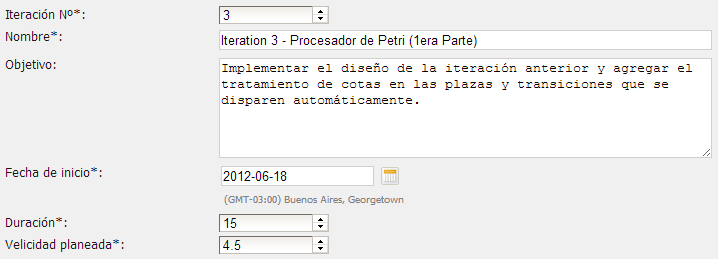 Iteración Nº*: 3
Nombre*: Iteration 3 - Procesador de Petri (1era Parte)
Objetivo: Implementar el diseño de la iteración anterior y agregar el
tratamiento de cotas en las plazas y transiciones que se
disparen automáticamente.
Fecha de inicio*: 2012-06-18
(GMT-03:00) Buenos Aires, Georgetown
Duración*: 15
Velicidad planeada*: 4.5